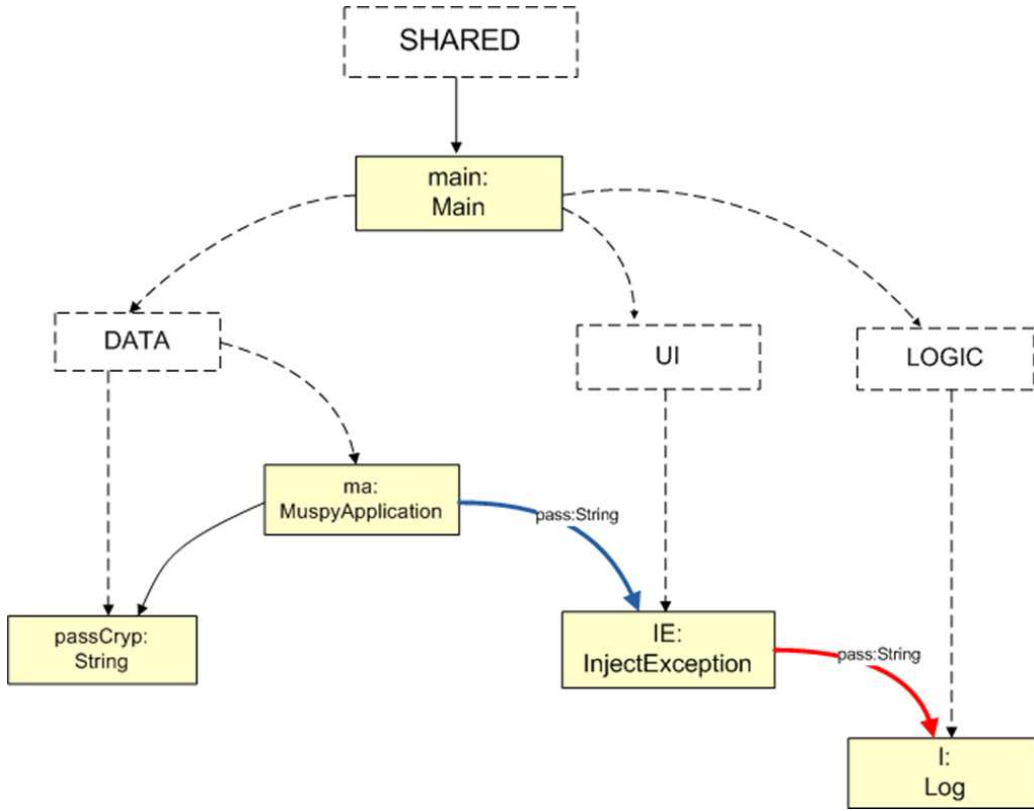 SHARED
main:
Main
DATA
UI
LOGIC
ma:
MuspyApplication
pass:String
passCryp:
String
IE:
InjectException
pass:String
l:
Log